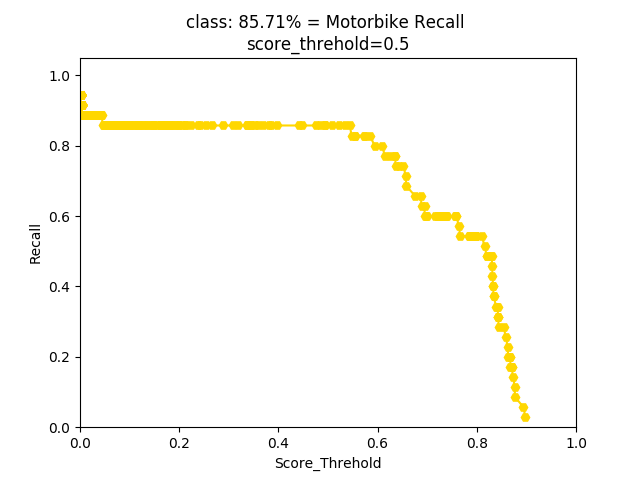 class: 85.71% = Motorbike Recall
score_threhold=0.5
1.0
0.8
0.6
0.4
0.2
0.0
Recall
0.0 0.2 0.4 0.6 0.8 1.0
Score_Threhold